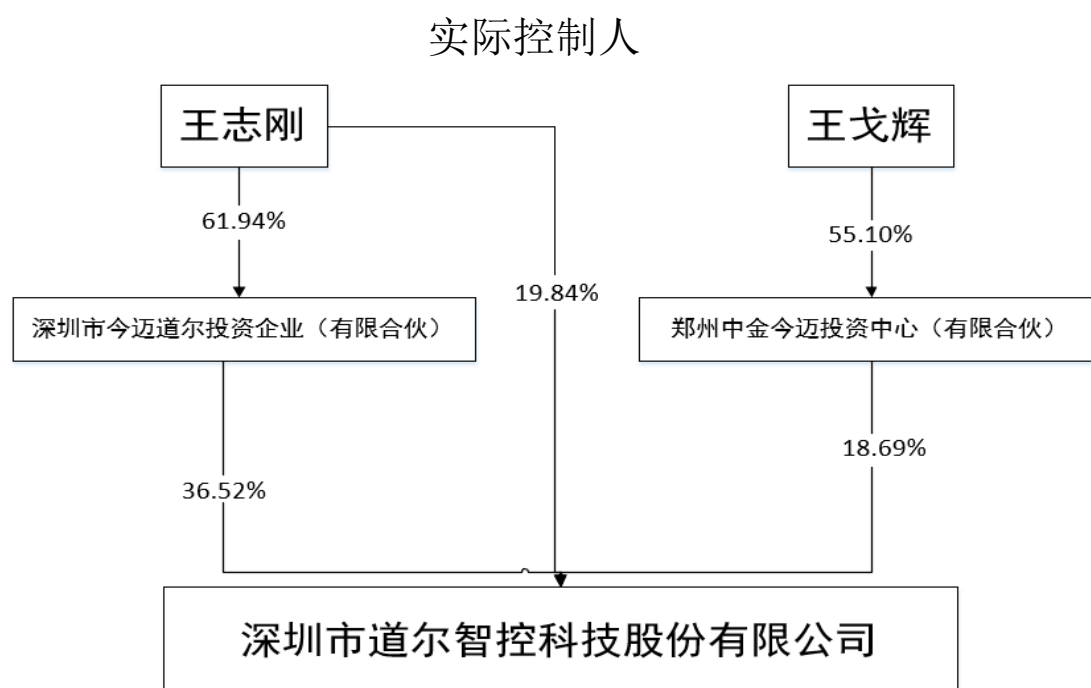 实际控制人
王志刚
王戈辉
61.94%
55.10%
19.84%
深圳市今迈道尔投资企业（有限合伙）
郑州中金今迈投资中心（有限合伙）
18.69%
36.52%
深圳市道尔智控科技股份有限公司